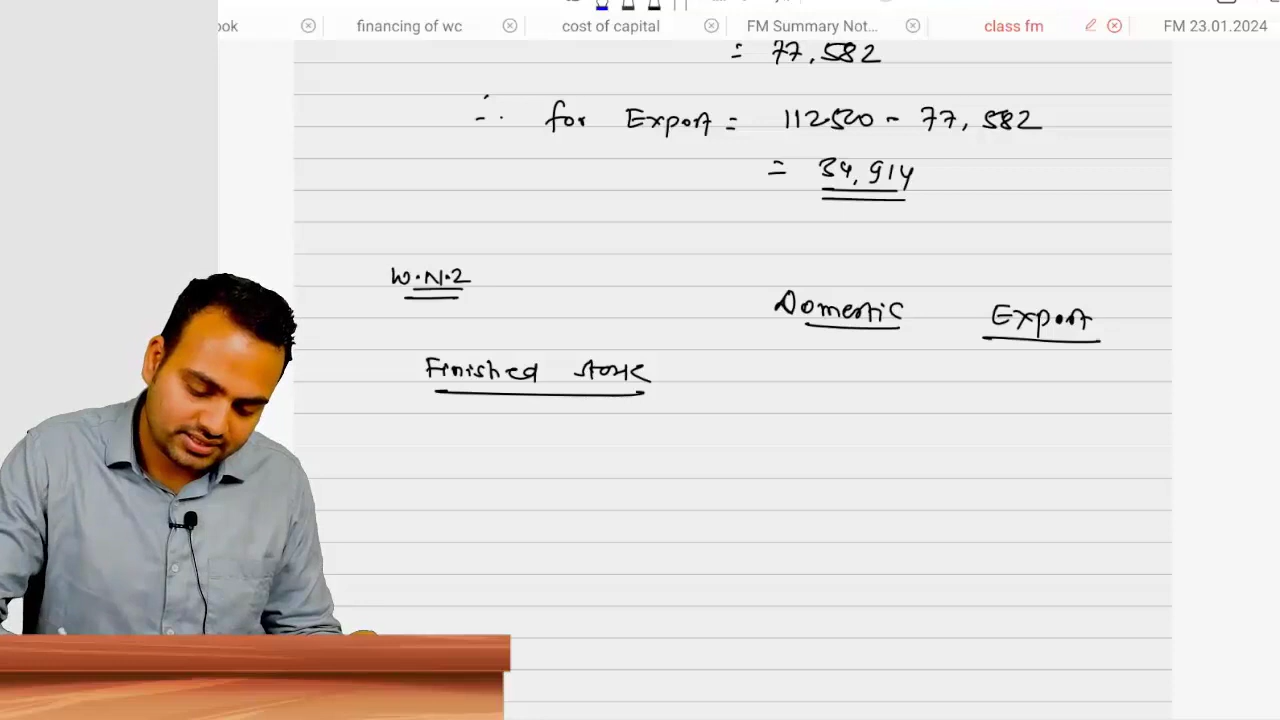 ook financing of wc cost of capital FM Summary Not... class fm FM 23.01.2024
= 77,582
∴ for Export = 112500 - 77,582
= 34,914
W.N.2
Domestic Export
Finished stock